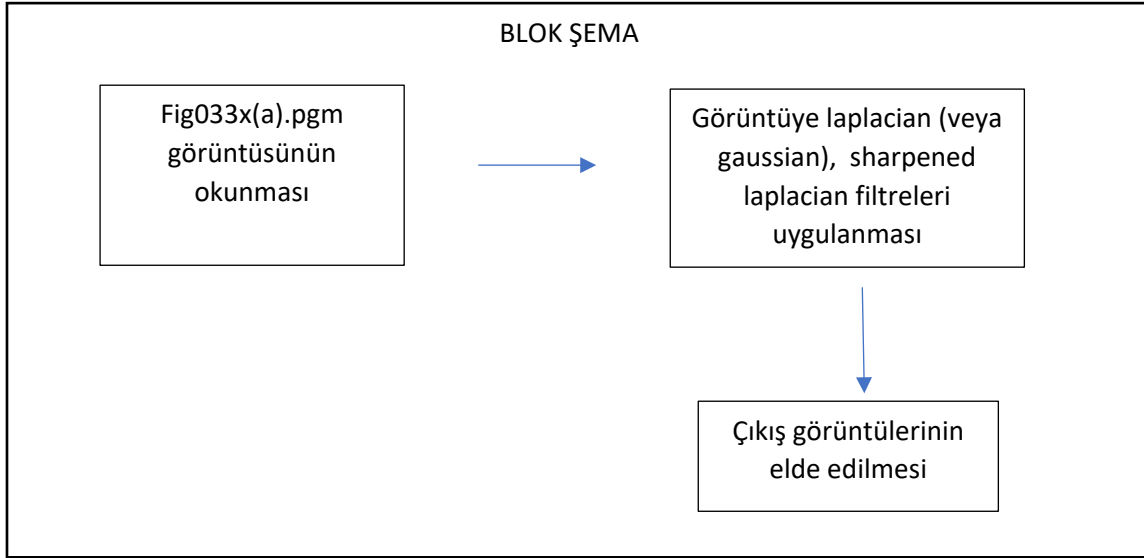 BLOK ŞEMA
Fig033x(a).pgm
görüntüsünün
okunması
Görüntüye laplacian (veya
gaussian), sharpened
laplacian filtreleri
uygulanması
Çıkış görüntülerinin
elde edilmesi